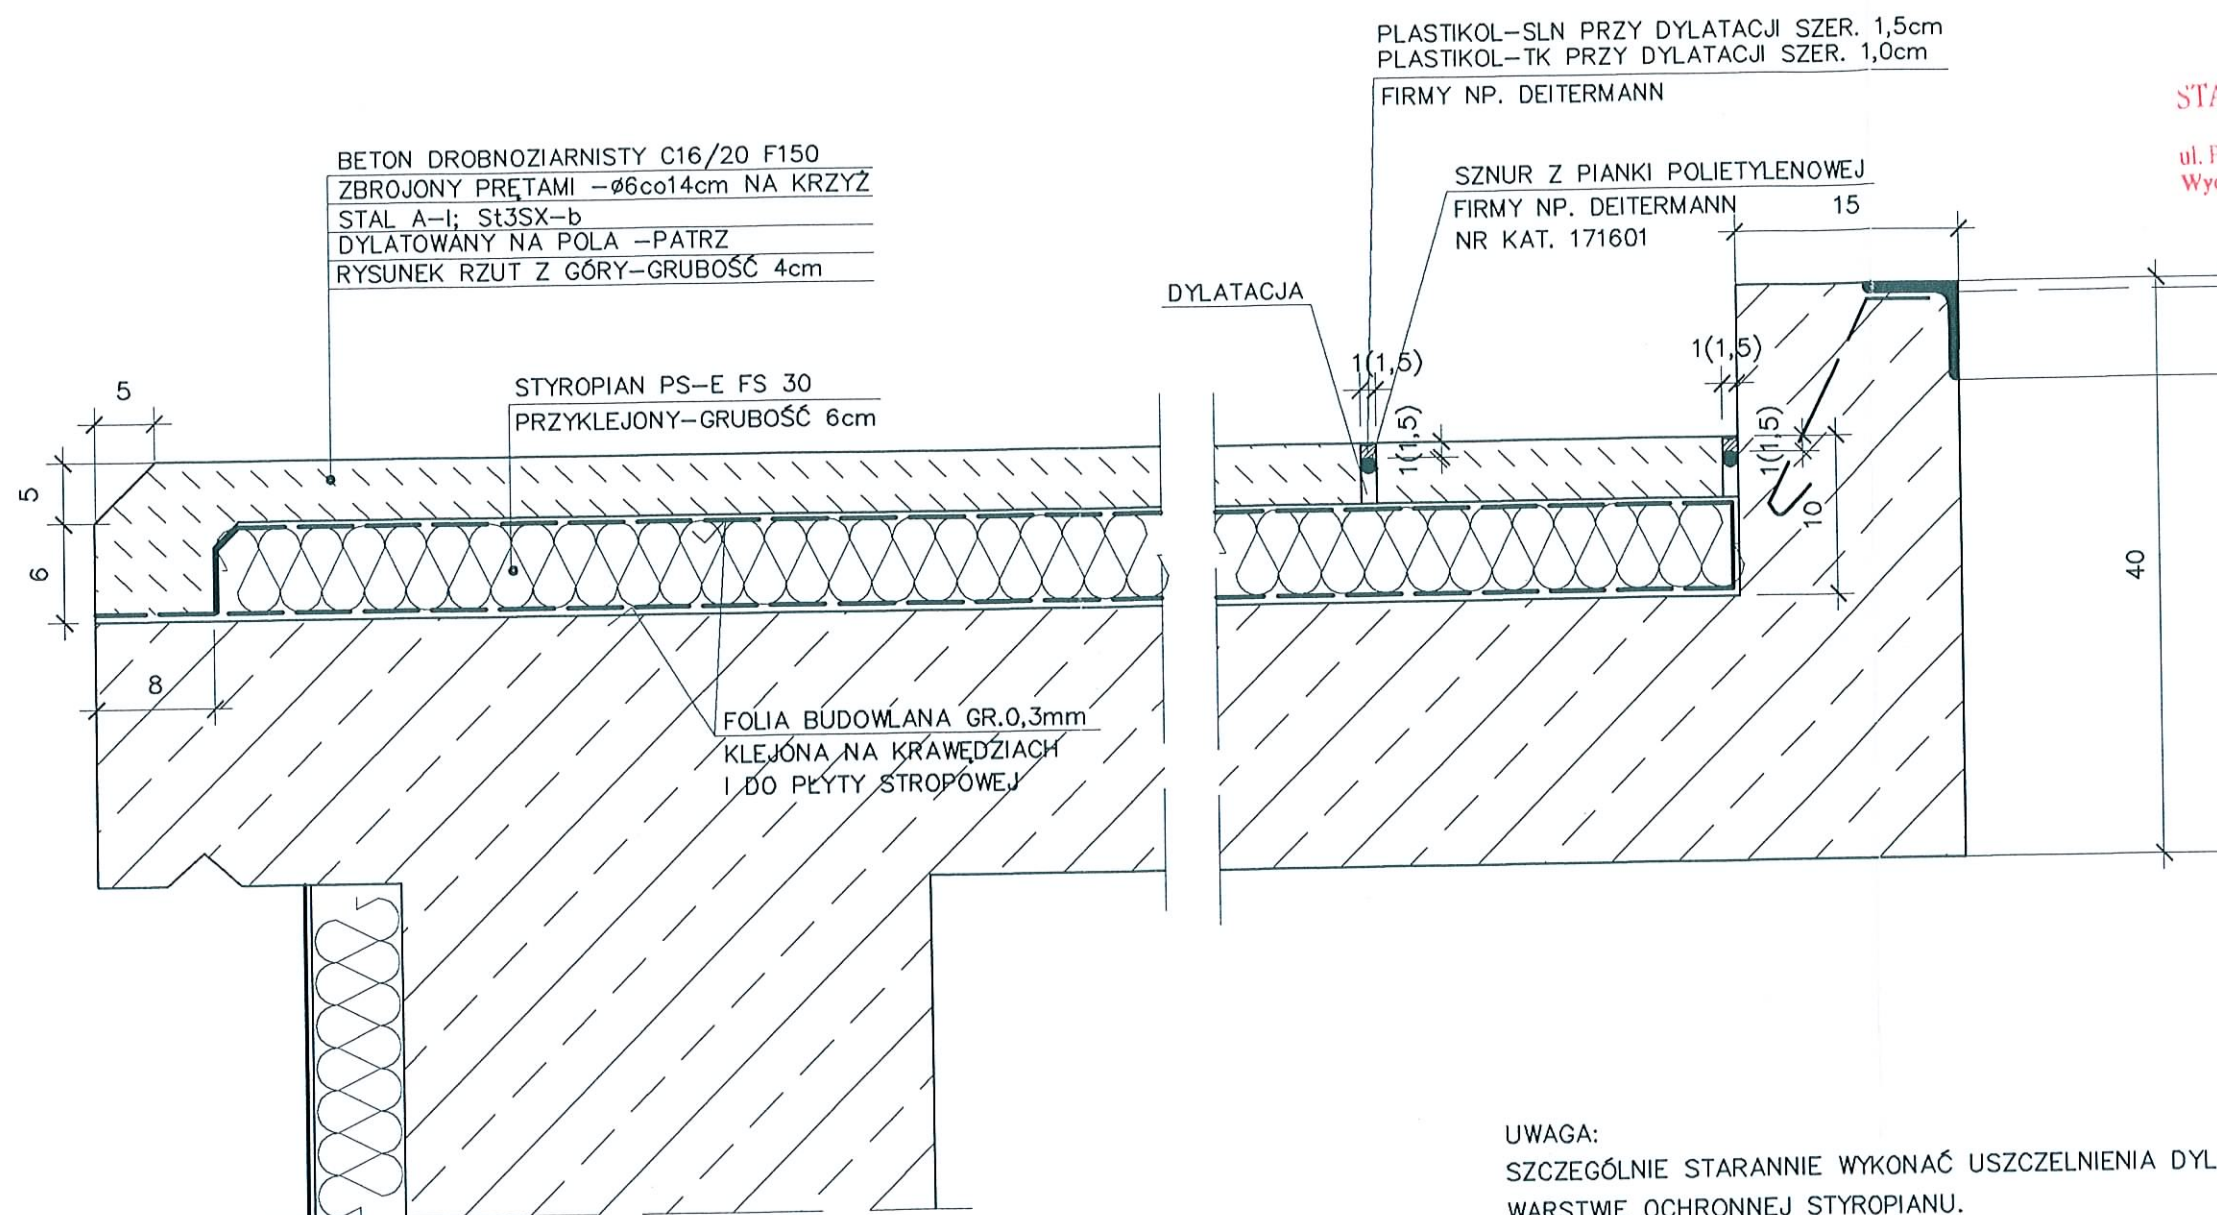 PLASTIKOL-SLN PRZY DYLATACJI SZER. 1,5cm
PLASTIKOL-TK PRZY DYLATACJI SZER. 1,0cm
FIRMY NP. DEITERMANN
STA
ul. P
Wyd
BETON DROBNOZIARNISTY C16/20 F150
ZBROJONY PRĘTAMI -ø6co14cm NA KRZYŻ
STAL A-I; St3SX-b
DYLATOWANY NA POLA -PATRZ
RYSUNEK RZUT Z GÓRY-GRUBOŚĆ 4cm
SZNUR Z PIANKI POLIETYLENOWEJ
FIRMY NP. DEITERMANN
NR KAT. 171601
15
DYLATACJA
1(1,5)
1(1,5)
STYROPIAN PS-E FS 30
PRZYKLEJONY-GRUBOŚĆ 6cm
5
1(1,5)
1(1,5)
5
10
6
40
8
FOLIA BUDOWLANA GR.0,3mm
KLEJONA NA KRAWĘDZIACH
I DO PŁYTY STROPOWEJ
UWAGA:
SZCZEGÓLNIE STARANNIE WYKONAĆ USZCZELNIENIA DYL
WARSTWIE OCHRONNEJ STYROPIANU.